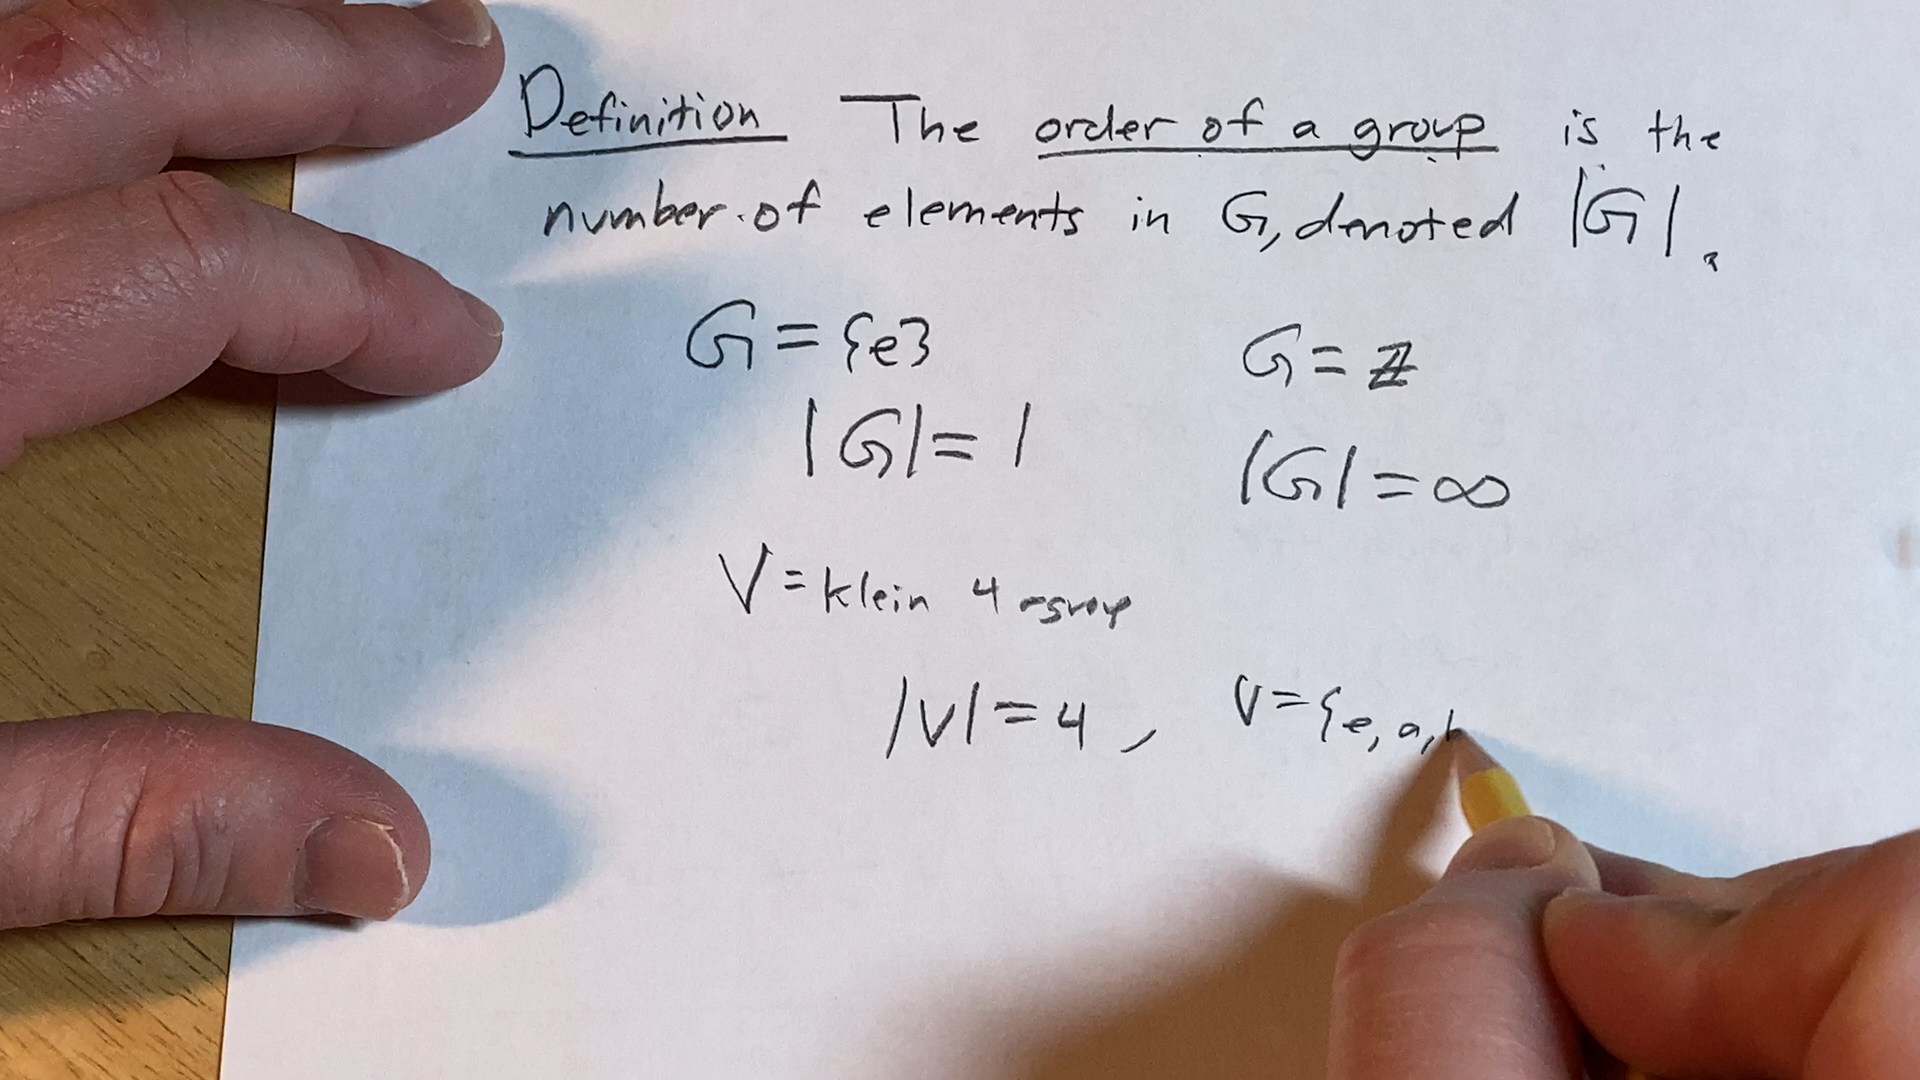 Definition The order of a group is the
number of elements in G, denoted |G|.
G = {e} G = ℤ
|G| = 1 |G| = ∞
V = klein 4-group
|V| = 4, V = {e, a, b